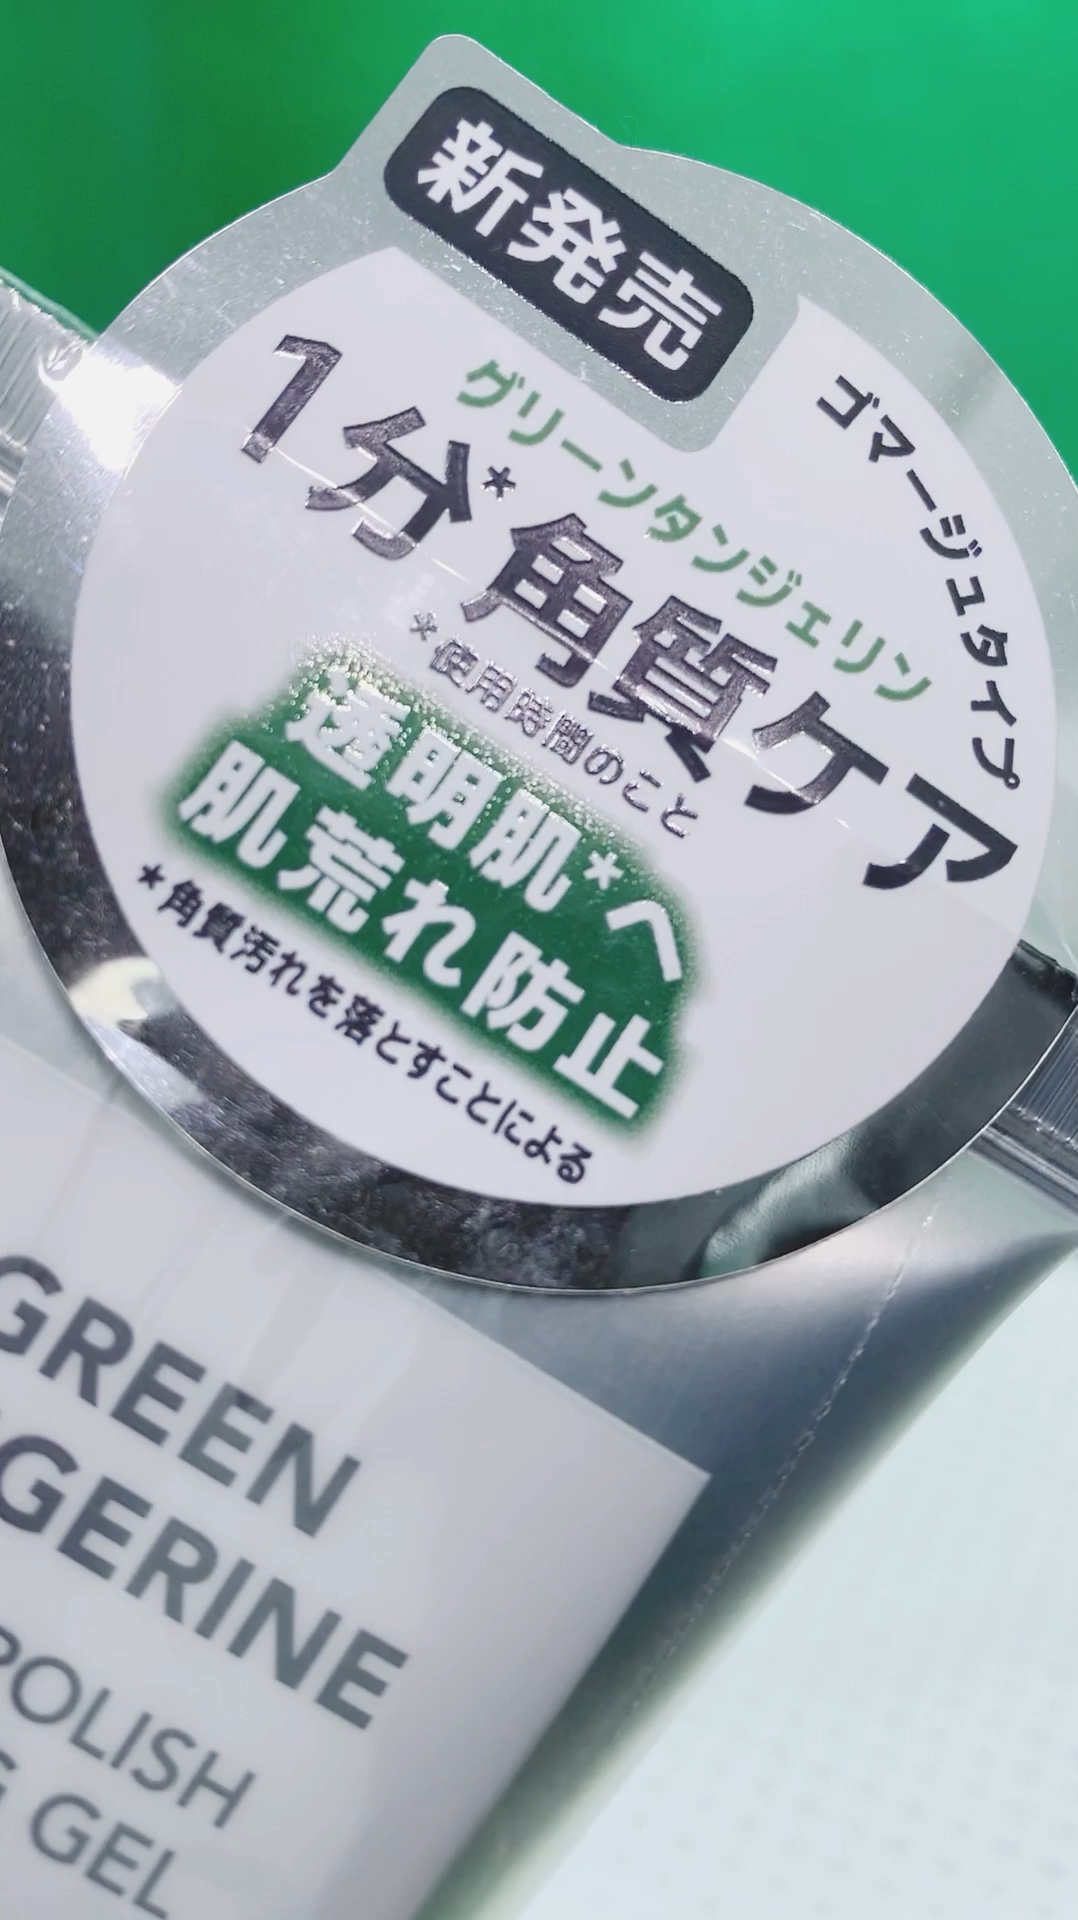 新発売
ゴマージュタイプ
グリーンタンジェリン
1分*角質ケア
*使用時間のこと
透明肌*へ
肌荒れ防止
*角質汚れを落とすことによる
GREEN
GERINE
POLISH
GEL